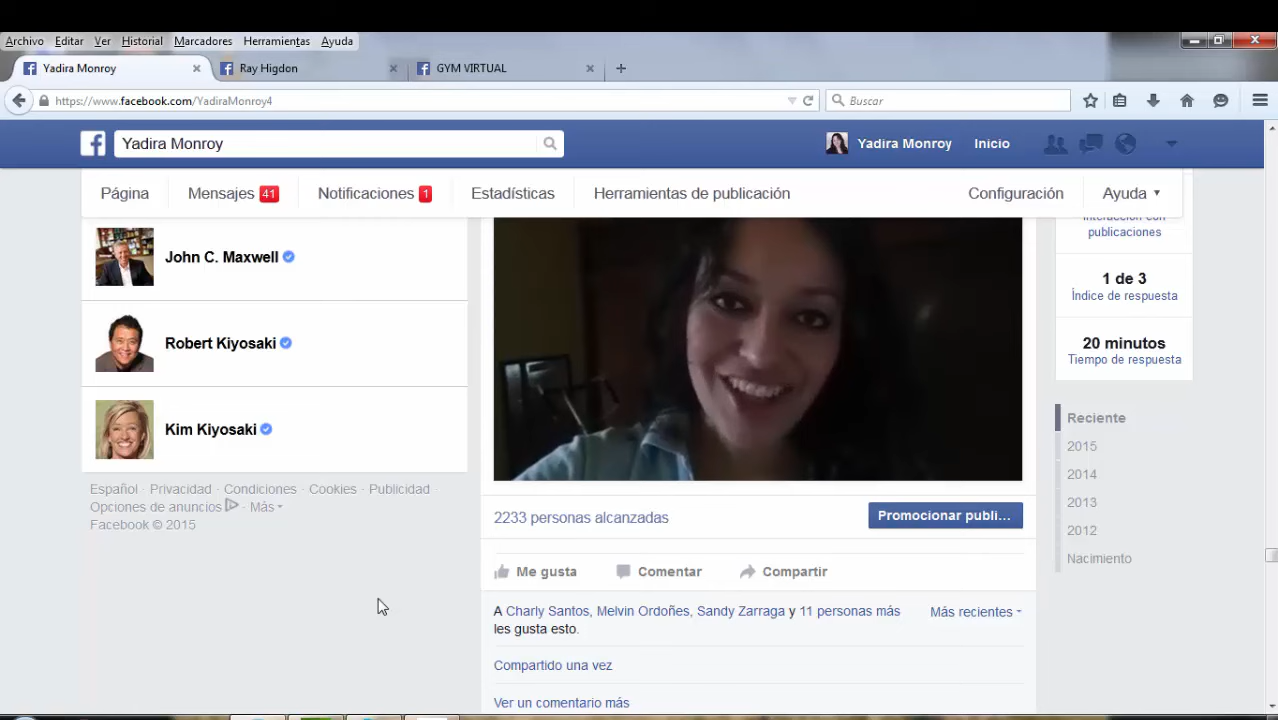 Archivo Editar Ver Historial Marcadores Herramientas Ayuda
Yadira Monroy Ray Higdon GYM VIRTUAL
https://www.facebook.com/YadiraMonroy4 Buscar
Yadira Monroy Yadira Monroy Inicio
Página Mensajes 41 Notificaciones 1 Estadísticas Herramientas de publicación Configuración Ayuda
John C. Maxwell
Robert Kiyosaki
Kim Kiyosaki
Español · Privacidad · Condiciones · Cookies · Publicidad ·
Opciones de anuncios · Más
Facebook © 2015
2233 personas alcanzadas Promocionar publi...
Me gusta Comentar Compartir
A Charly Santos, Melvin Ordoñes, Sandy Zarraga y 11 personas más
les gusta esto.
Más recientes
Compartido una vez
Ver un comentario más
Interacción con
publicaciones
1 de 3
Índice de respuesta
20 minutos
Tiempo de respuesta
Reciente
2015
2014
2013
2012
Nacimiento